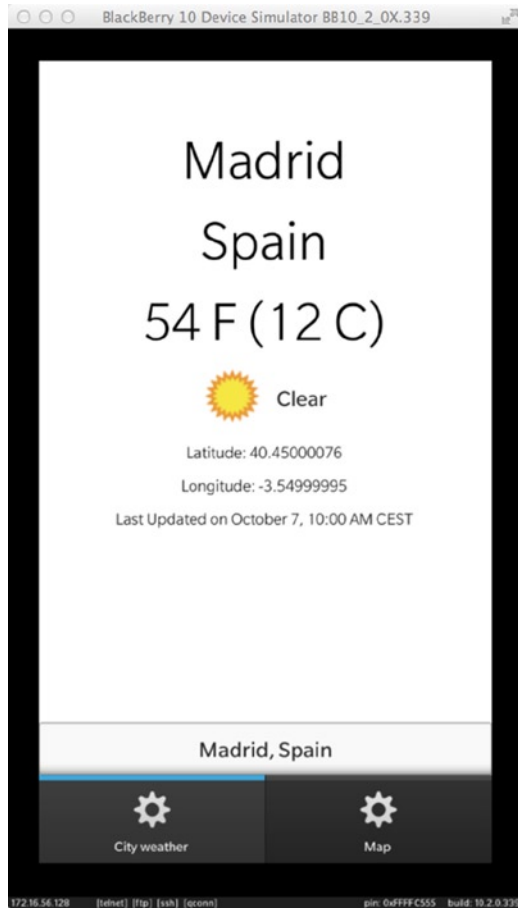 BlackBerry 10 Device Simulator BB10_2_0X.339
Madrid
Spain
54 F (12 C)
Clear
Latitude: 40.45000076
Longitude: -3.54999995
Last Updated on October 7, 10:00 AM CEST
Madrid, Spain
City weather
Map
172.16.56.128 [telnet] [ftp] [ssh] [qconn] pin: 0xFFFFC555 build: 10.2.0.339